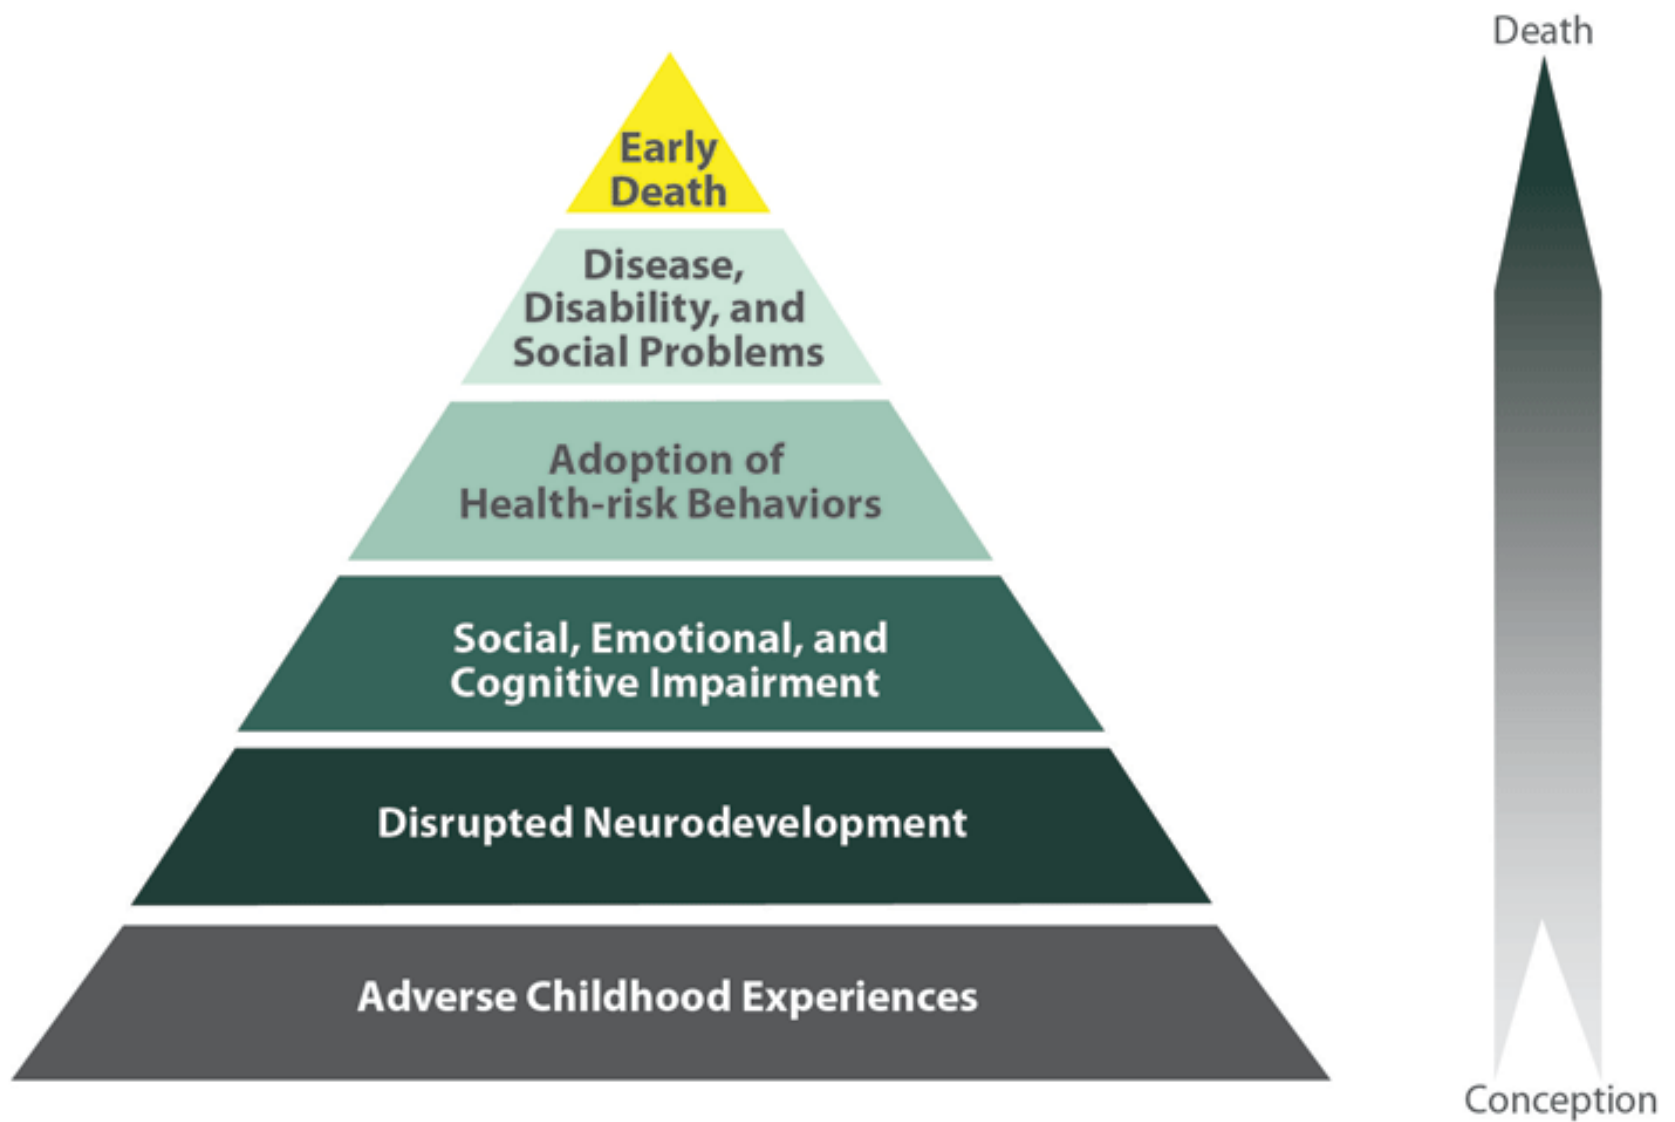 Early
Death
Disease,
Disability, and
Social Problems
Adoption of
Health-risk Behaviors
Social, Emotional, and
Cognitive Impairment
Disrupted Neurodevelopment
Adverse Childhood Experiences
Death
Conception